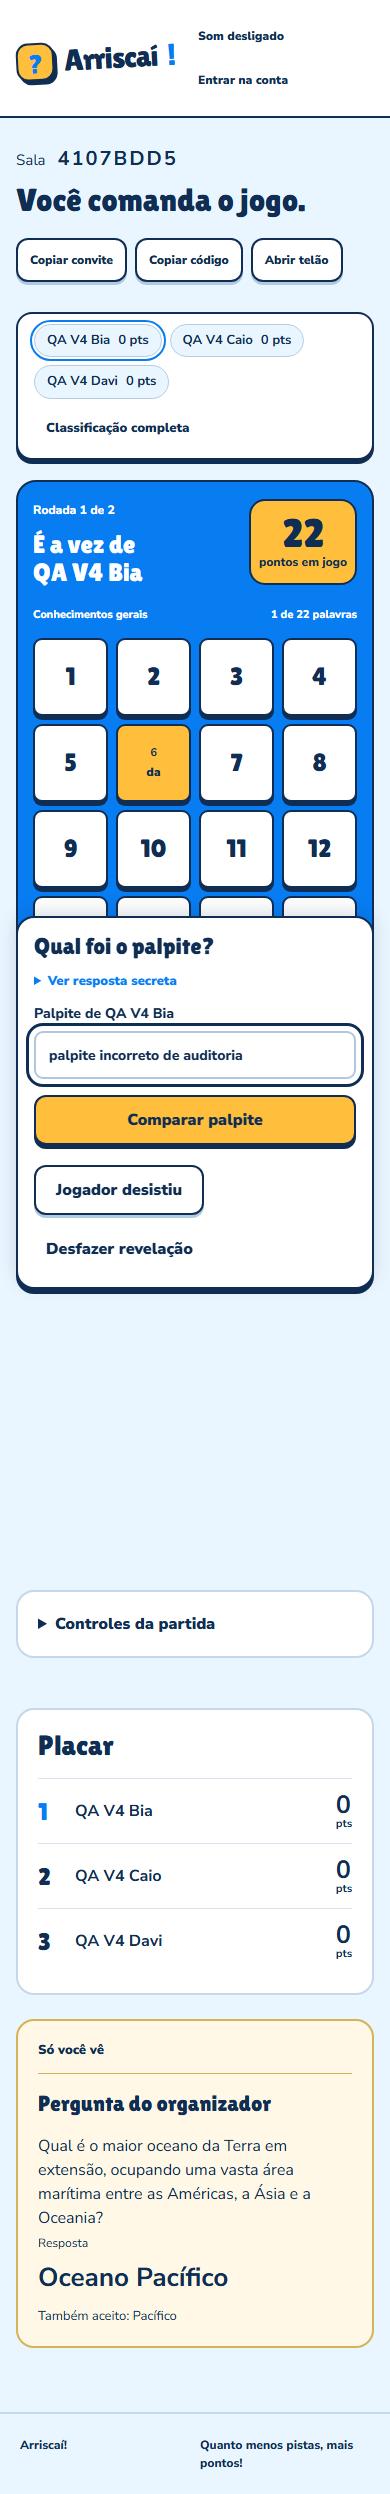 ? Arriscaí !
Som desligado
Entrar na conta
Sala 4107BDD5
Você comanda o jogo.
Copiar convite
Copiar código
Abrir telão
QA V4 Bia 0 pts
QA V4 Caio 0 pts
QA V4 Davi 0 pts
Classificação completa
Rodada 1 de 2
É a vez de
QA V4 Bia
22
pontos em jogo
Conhecimentos gerais
1 de 22 palavras
1
2
3
4
5
6
da
7
8
9
10
11
12
Qual foi o palpite?
Ver resposta secreta
Palpite de QA V4 Bia
palpite incorreto de auditoria
Comparar palpite
Jogador desistiu
Desfazer revelação
Controles da partida
Placar
1 QA V4 Bia 0
pts
2 QA V4 Caio 0
pts
3 QA V4 Davi 0
pts
Só você vê
Pergunta do organizador
Qual é o maior oceano da Terra em
extensão, ocupando uma vasta área
marítima entre as Américas, a Ásia e a
Oceania?
Resposta
Oceano Pacífico
Também aceito: Pacífico
Arriscaí!
Quanto menos pistas, mais
pontos!